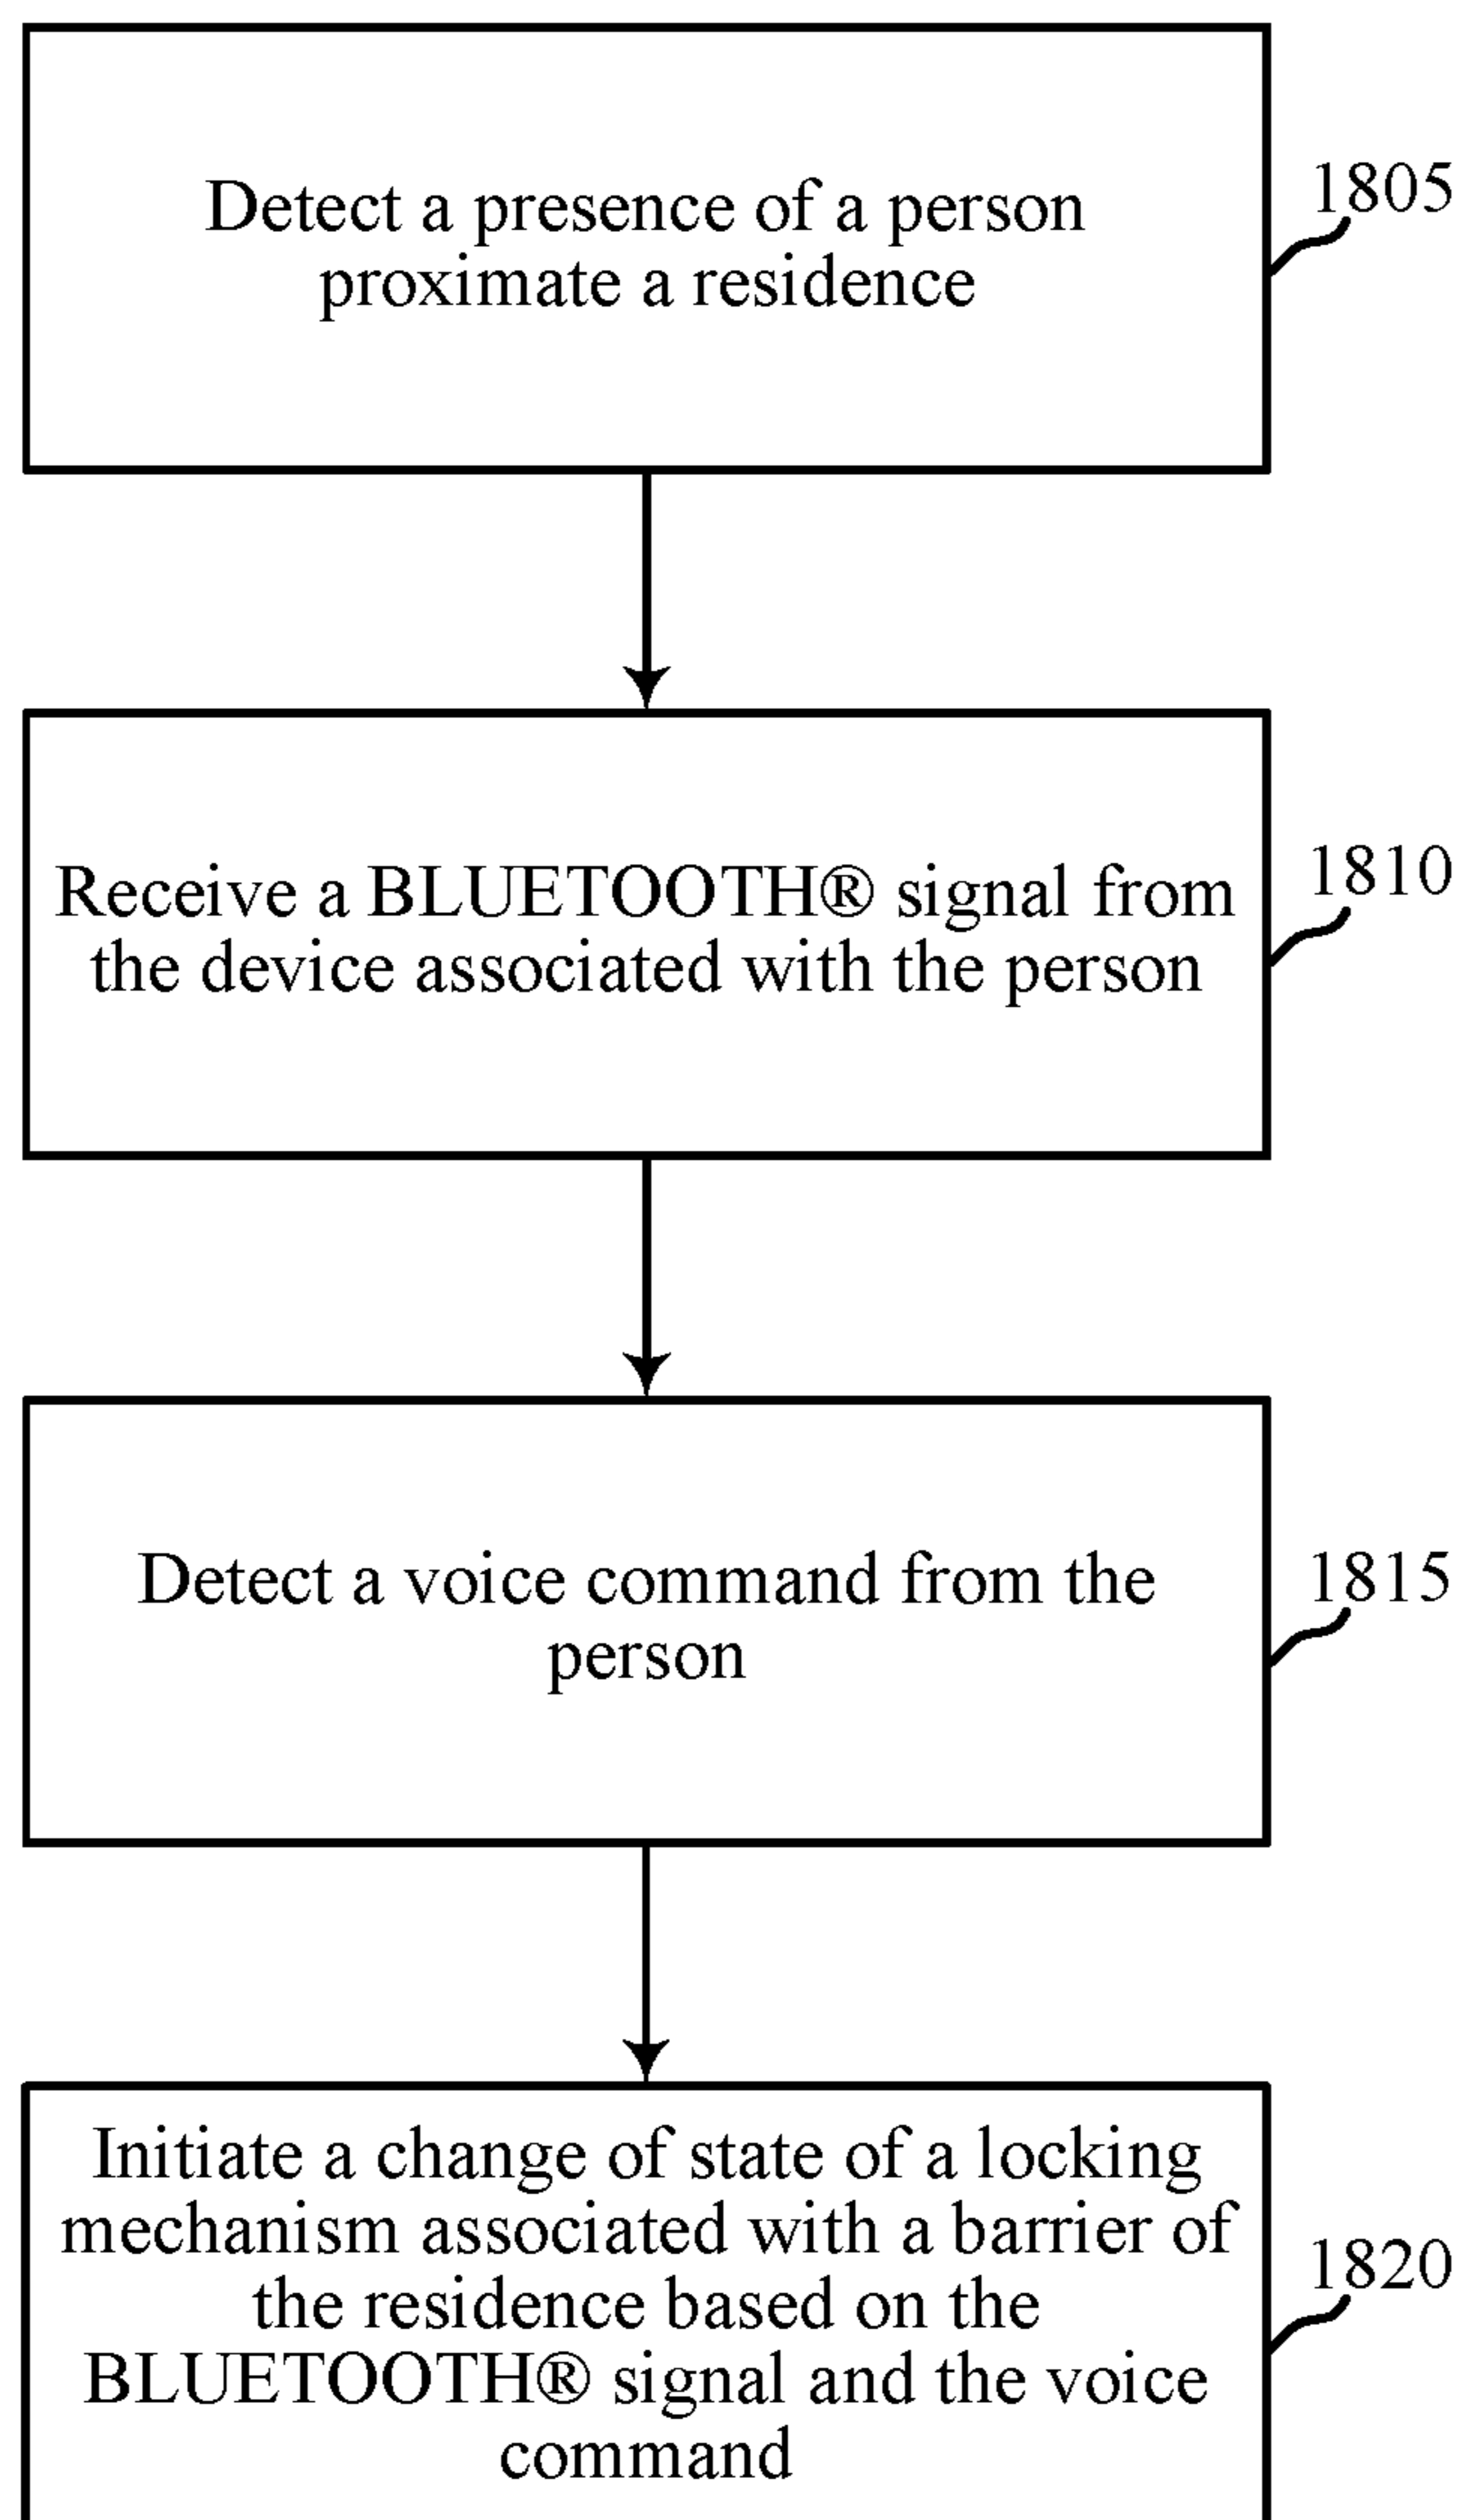 Detect a presence of a person
proximate a residence
1805
Receive a BLUETOOTH® signal from
the device associated with the person
1810
Detect a voice command from the
person
1815
Initiate a change of state of a locking
mechanism associated with a barrier of
the residence based on the
BLUETOOTH® signal and the voice
command
1820